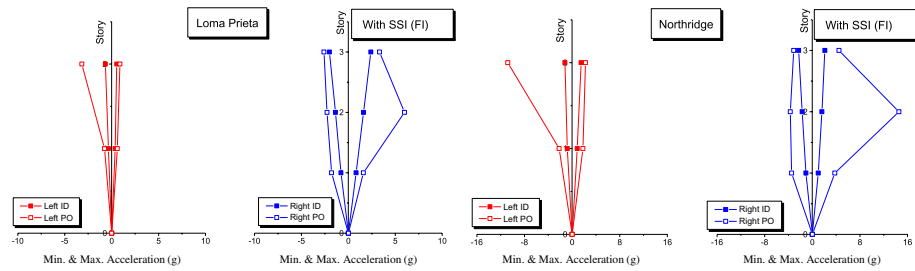 Loma Prieta
With SSI (FI)
Northridge
With SSI (FI)
Story
Story
Story
Story
3
3
2
2
1
1
0
0
0
0
Left ID
Left PO
Right ID
Right PO
Left ID
Left PO
Right ID
Right PO
-10 -5 0 5 10
-10 -5 0 5 10
-16 -8 0 8 16
-16 -8 0 8 16
Min. & Max. Acceleration (g)
Min. & Max. Acceleration (g)
Min. & Max. Acceleration (g)
Min. & Max. Acceleration (g)